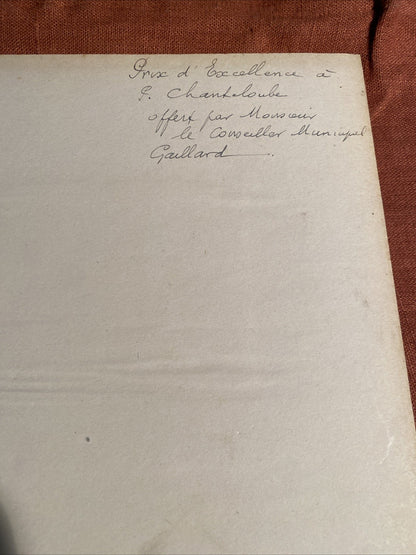 Prix d'Excellence à
P. Chanteloube
offert par Monsieur
le Conseiller Municipal
Gaillard